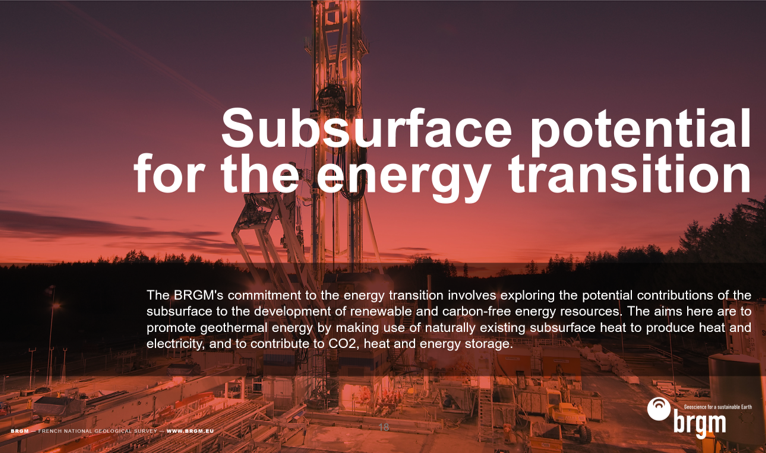 Subsurface potential
for the energy transition
The BRGM's commitment to the energy transition involves exploring the potential contributions of the
subsurface to the development of renewable and carbon-free energy resources. The aims here are to
promote geothermal energy by making use of naturally existing subsurface heat to produce heat and
electricity, and to contribute to CO2, heat and energy storage.
Geoscience for a sustainable Earth
brgm
BRGM — FRENCH NATIONAL GEOLOGICAL SURVEY — WWW.BRGM.EU
18